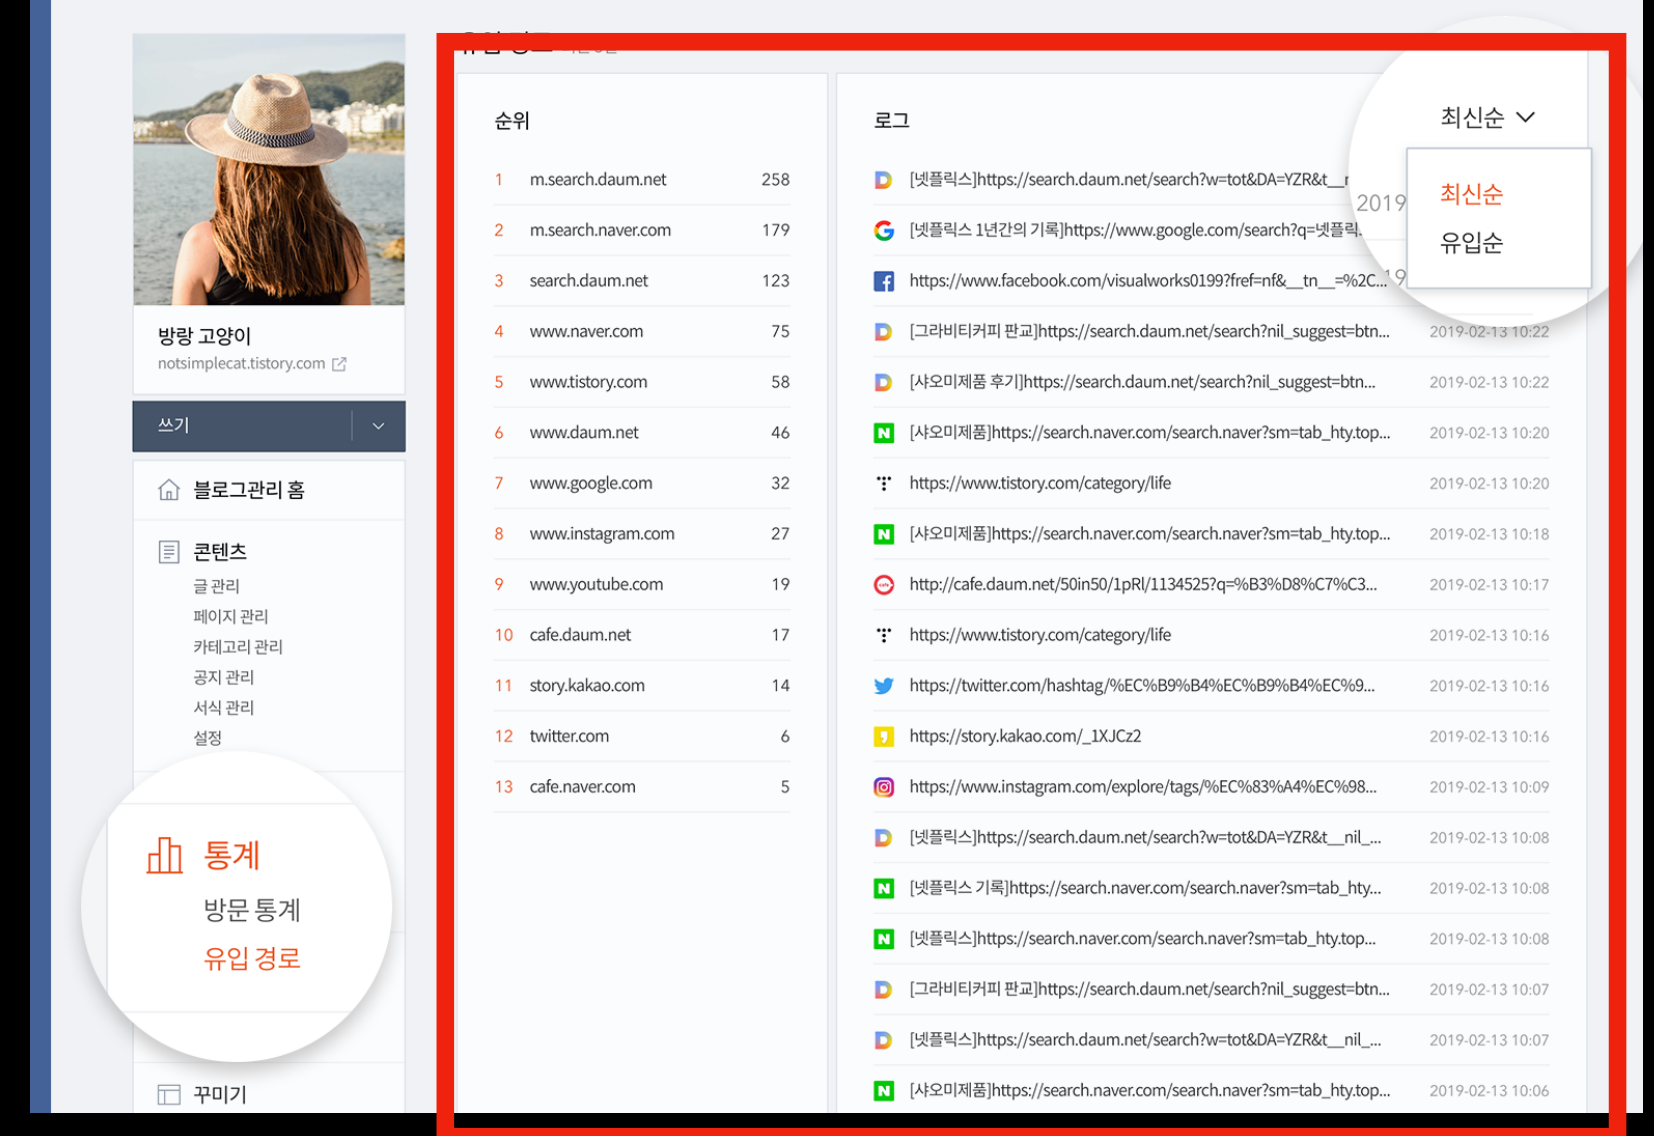 방랑 고양이
notsimplecat.tistory.com
쓰기
블로그관리 홈
콘텐츠
글 관리
페이지 관리
카테고리 관리
공지 관리
서식 관리
설정
통계
방문 통계
유입 경로
꾸미기
유입 경로
순위
1 m.search.daum.net 258
2 m.search.naver.com 179
3 search.daum.net 123
4 www.naver.com 75
5 www.tistory.com 58
6 www.daum.net 46
7 www.google.com 32
8 www.instagram.com 27
9 www.youtube.com 19
10 cafe.daum.net 17
11 story.kakao.com 14
12 twitter.com 6
13 cafe.naver.com 5
로그
최신순
최신순
유입순
[넷플릭스]https://search.daum.net/search?w=tot&DA=YZR&t__ 2019
[넷플릭스 1년간의 기록]https://www.google.com/search?q=넷플릭
https://www.facebook.com/visualworks0199?fref=nf&__tn__=%2C... 19
[그라비티커피 판교]https://search.daum.net/search?nil_suggest=btn... 2019-02-13 10:22
[샤오미제품 후기]https://search.daum.net/search?nil_suggest=btn... 2019-02-13 10:22
[샤오미제품]https://search.naver.com/search.naver?sm=tab_hty.top... 2019-02-13 10:20
https://www.tistory.com/category/life 2019-02-13 10:20
[샤오미제품]https://search.naver.com/search.naver?sm=tab_hty.top... 2019-02-13 10:18
http://cafe.daum.net/50in50/1pRl/1134525?q=%B3%D8%C7%C3... 2019-02-13 10:17
https://www.tistory.com/category/life 2019-02-13 10:16
https://twitter.com/hashtag/%EC%B9%B4%EC%B9%B4%EC%9... 2019-02-13 10:16
https://story.kakao.com/_1XJCz2 2019-02-13 10:16
https://www.instagram.com/explore/tags/%EC%83%A4%EC%98... 2019-02-13 10:09
[넷플릭스]https://search.daum.net/search?w=tot&DA=YZR&t__nil_... 2019-02-13 10:08
[넷플릭스 기록]https://search.naver.com/search.naver?sm=tab_hty... 2019-02-13 10:08
[넷플릭스]https://search.naver.com/search.naver?sm=tab_hty.top... 2019-02-13 10:08
[그라비티커피 판교]https://search.daum.net/search?nil_suggest=btn... 2019-02-13 10:07
[넷플릭스]https://search.daum.net/search?w=tot&DA=YZR&t__nil_... 2019-02-13 10:07
[샤오미제품]https://search.naver.com/search.naver?sm=tab_hty.top... 2019-02-13 10:06